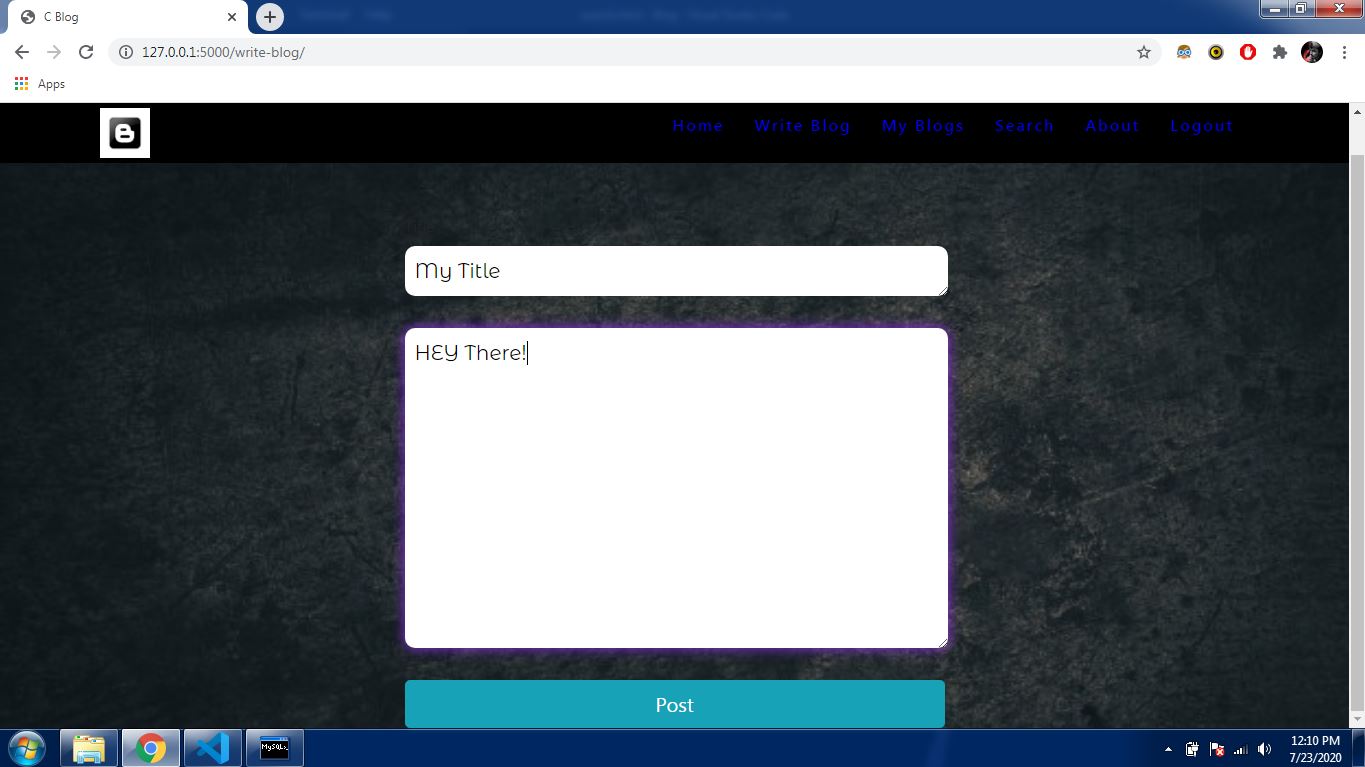 C Blog
127.0.0.1:5000/write-blog/
Apps
B
Home Write Blog My Blogs Search About Logout
My Title
HEY There!
Post
MySQL
12:10 PM
7/23/2020